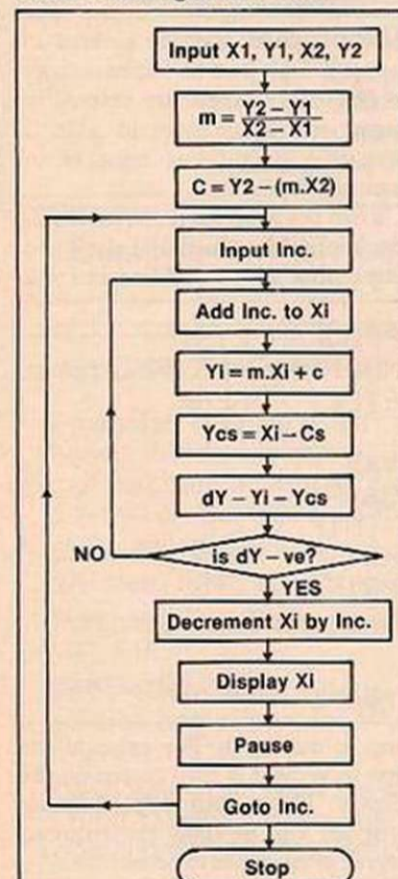 Input X1, Y1, X2, Y2
m = Y2 – Y1
X2 – X1
C = Y2 – (m.X2)
Input Inc.
Add Inc. to Xi
Yi = m.Xi + c
Ycs = Xi – Cs
dY – Yi – Ycs
is dY – ve?
NO
YES
Decrement Xi by Inc.
Display Xi
Pause
Goto Inc.
Stop